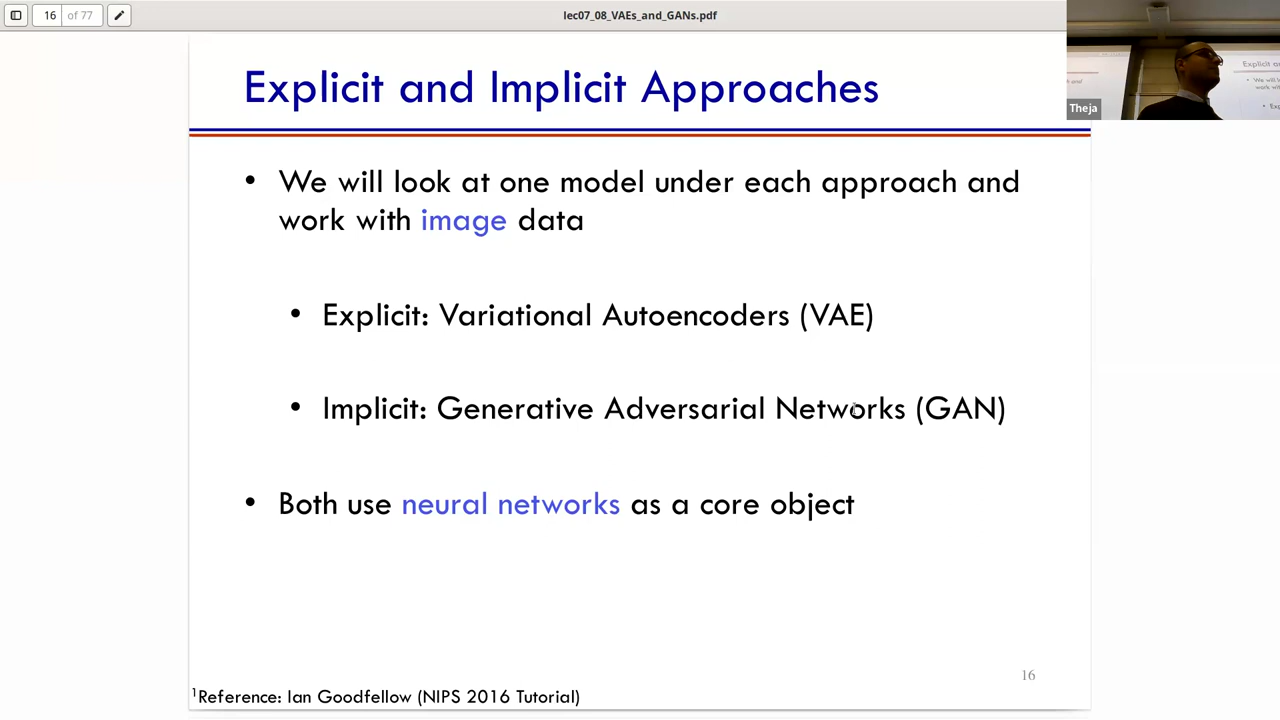 16 of 77
lec07_08_VAEs_and_GANs.pdf
Explicit and Implicit Approaches
Theja
• We will look at one model under each approach and
work with image data
• Explicit: Variational Autoencoders (VAE)
• Implicit: Generative Adversarial Networks (GAN)
• Both use neural networks as a core object
16
1Reference: Ian Goodfellow (NIPS 2016 Tutorial)